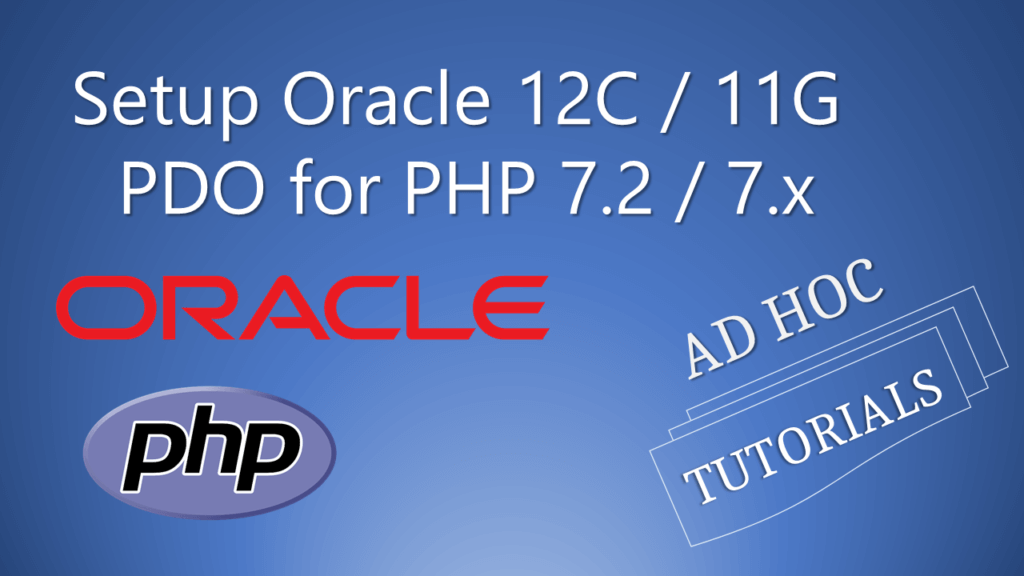 Setup Oracle 12C / 11G
PDO for PHP 7.2 / 7.x
ORACLE
php
AD HOC
TUTORIALS